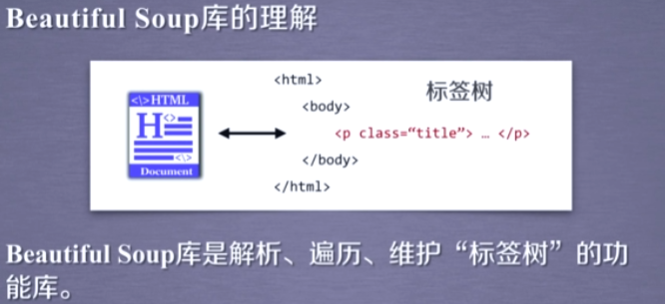 Beautiful Soup库的理解
<\>HTML
H
<>
<\>
Document
标签树
<html>
<body>
<p class=“title”> … </p>
</body>
</html>
Beautiful Soup库是解析、遍历、维护“标签树”的功
能库。